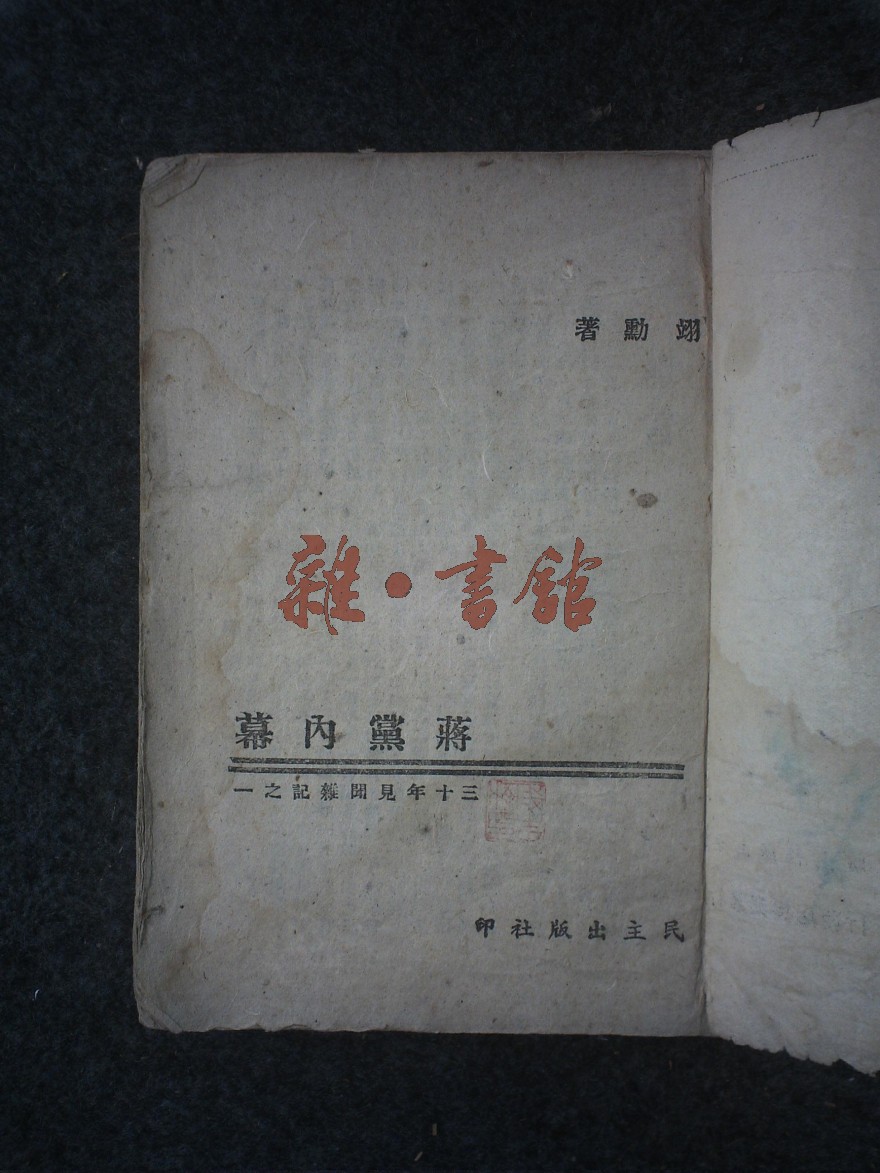 翊勳著
雜·書館
蔣黨內幕
三十年見聞雜記之一
民主出版社印